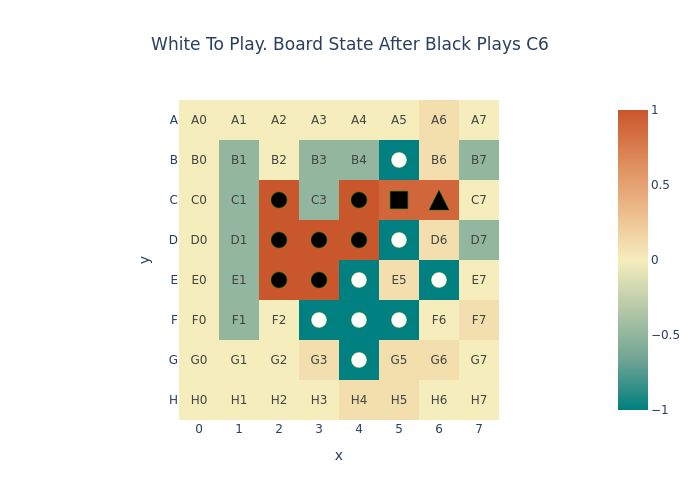 White To Play. Board State After Black Plays C6
A A0 A1 A2 A3 A4 A5 A6 A7
B B0 B1 B2 B3 B4 B6 B7
C C0 C1 C3 C7
D D0 D1 D6 D7
E E0 E1 E5 E7
F F0 F1 F2 F6 F7
G G0 G1 G2 G3 G5 G6 G7
H H0 H1 H2 H3 H4 H5 H6 H7
0 1 2 3 4 5 6 7
x
y
1
0.5
0
−0.5
−1